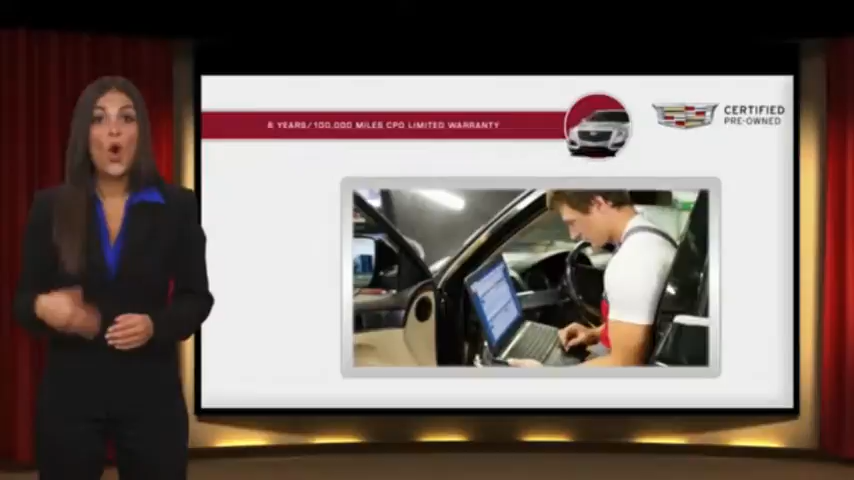 6 YEARS/100,000 MILES CPO LIMITED WARRANTY
CERTIFIED
PRE-OWNED